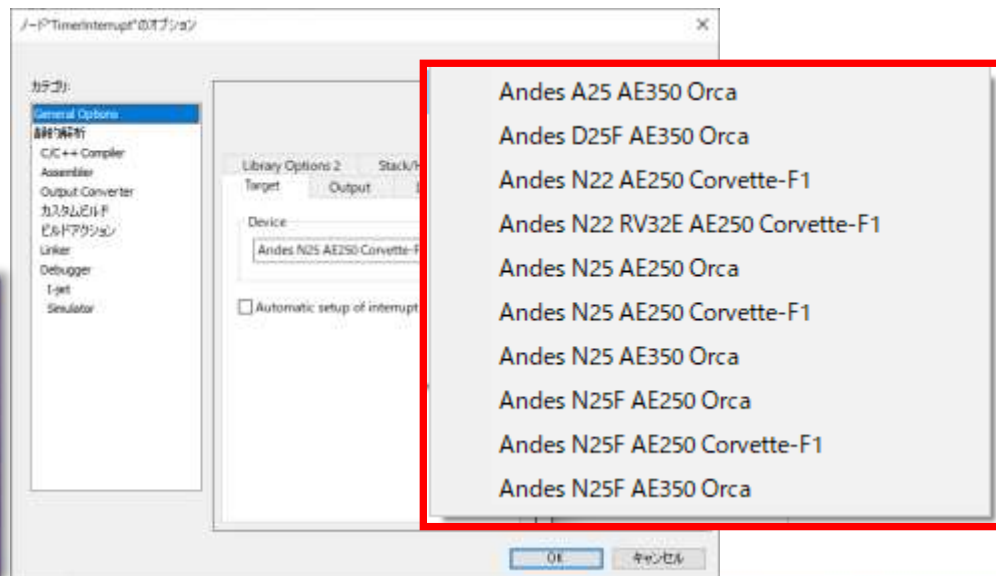 ノード"TimerInterrupt"のオプション
カテゴリ:
General Options
静的解析
C/C++ Compiler
Assembler
Output Converter
カスタムビルド
ビルドアクション
Linker
Debugger
I-jet
Simulator
Library Options 2
Target
Output
Device
Andes N25 AE250 Corvette-F
Automatic setup of interrupt
Andes A25 AE350 Orca
Andes D25F AE350 Orca
Andes N22 AE250 Corvette-F1
Andes N22 RV32E AE250 Corvette-F1
Andes N25 AE250 Orca
Andes N25 AE250 Corvette-F1
Andes N25 AE350 Orca
Andes N25F AE250 Orca
Andes N25F AE250 Corvette-F1
Andes N25F AE350 Orca
OK
キャンセル